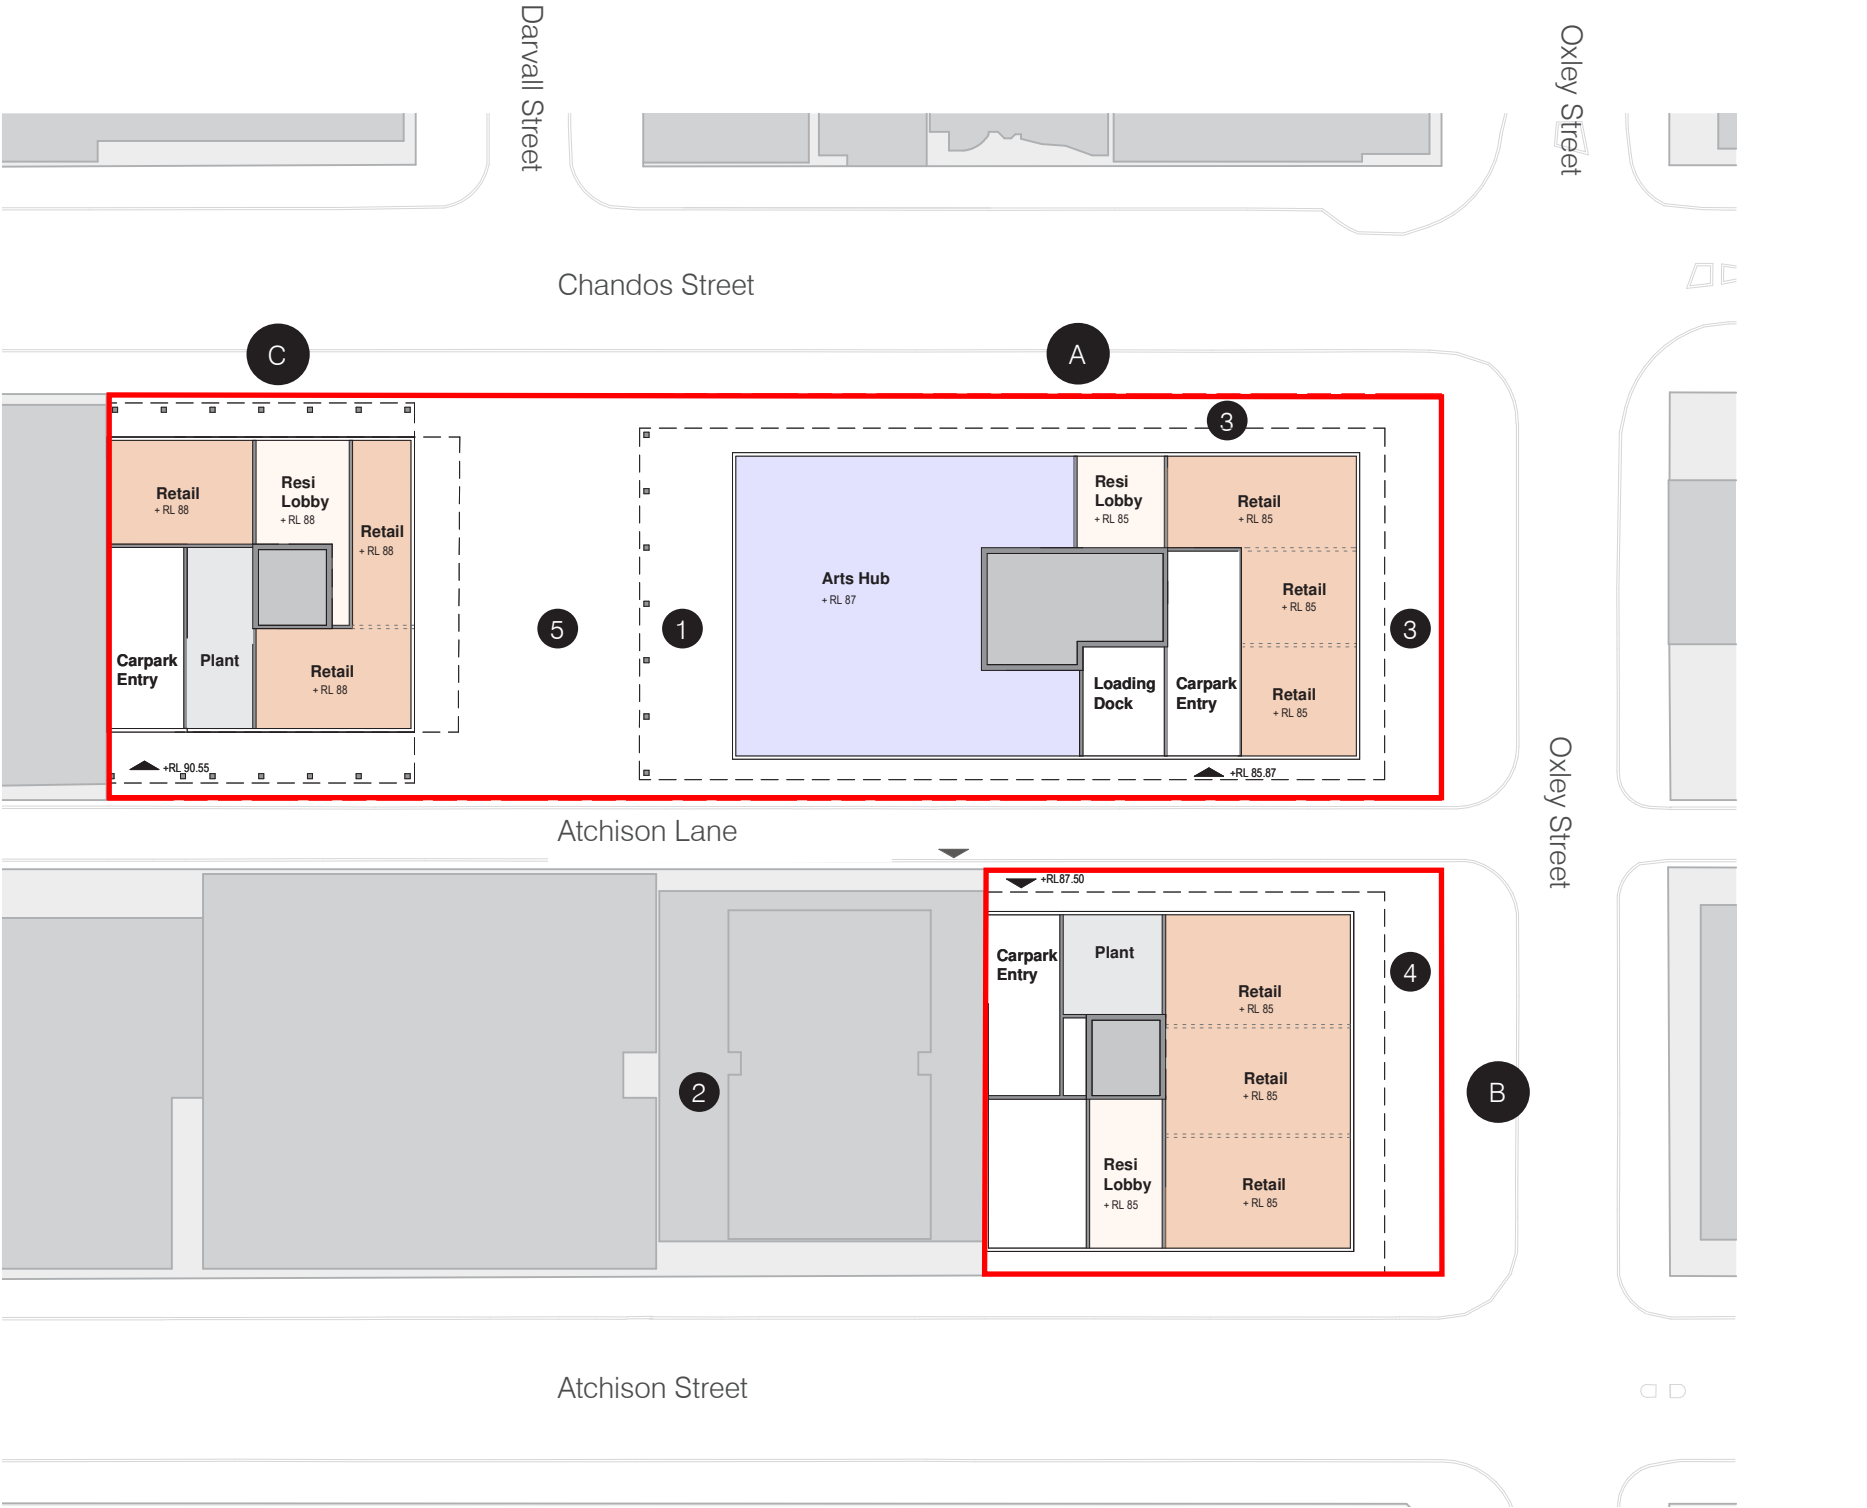 Darvall Street
Oxley Street
Chandos Street
C
A
3
Retail
+ RL 88
Resi
Lobby
+ RL 88
Retail
+ RL 88
Resi
Lobby
+ RL 85
Retail
+ RL 85
Arts Hub
+ RL 87
Retail
+ RL 85
5
1
3
Carpark
Entry
Plant
Retail
+ RL 88
Loading
Dock
Carpark
Entry
Retail
+ RL 85
+RL 90.55
+RL 85.87
Atchison Lane
Oxley Street
+RL87.50
Carpark
Entry
Plant
4
Retail
+ RL 85
2
Retail
+ RL 85
B
Resi
Lobby
+ RL 85
Retail
+ RL 85
Atchison Street